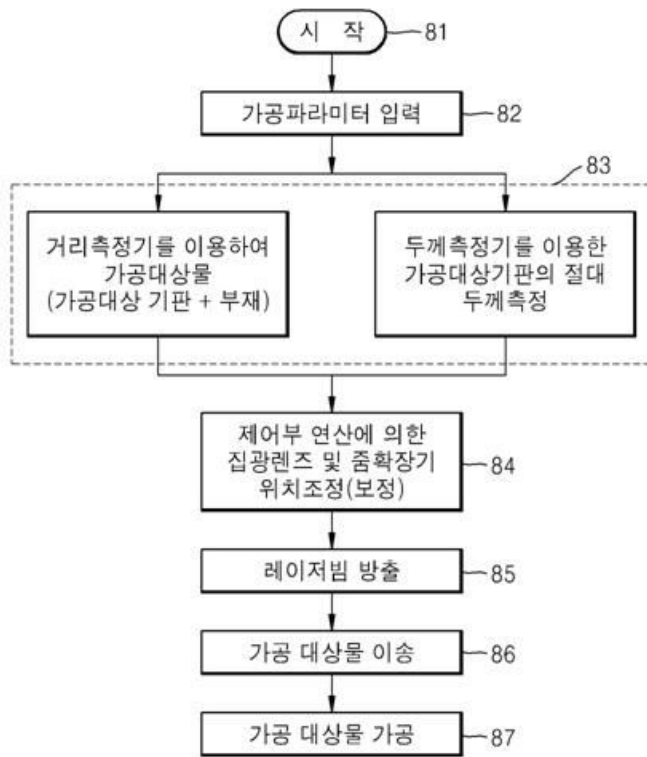 시 작
81
가공파라미터 입력
82
83
거리측정기를 이용하여
가공대상물
(가공대상 기판 + 부재)
두께측정기를 이용한
가공대상기판의 절대
두께측정
제어부 연산에 의한
집광렌즈 및 줌확장기
위치조정(보정)
84
레이저빔 방출
85
가공 대상물 이송
86
가공 대상물 가공
87